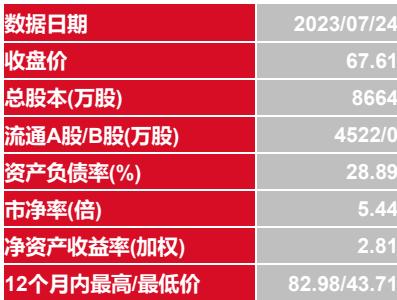 数据日期 2023/07/24
收盘价 67.61
总股本(万股) 8664
流通A股/B股(万股) 4522/0
资产负债率(%) 28.89
市净率(倍) 5.44
净资产收益率(加权) 2.81
12个月内最高/最低价 82.98/43.71